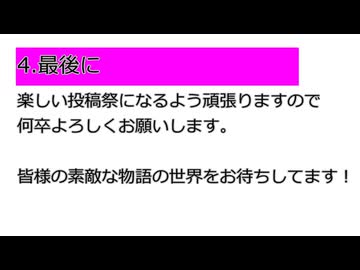 4.最後に
楽しい投稿祭になるよう頑張りますので
何卒よろしくお願いします。
皆様の素敵な物語の世界をお待ちしてます！